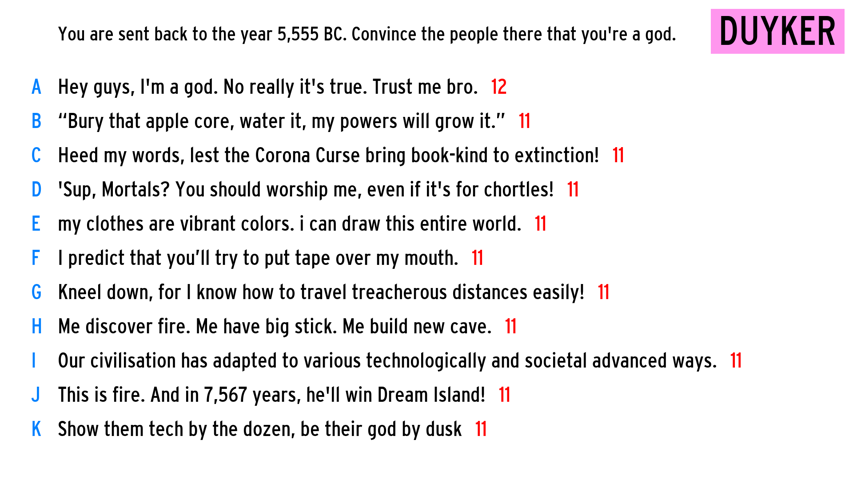 You are sent back to the year 5,555 BC. Convince the people there that you're a god. DUYKER
A Hey guys, I'm a god. No really it's true. Trust me bro. 12
B “Bury that apple core, water it, my powers will grow it.” 11
C Heed my words, lest the Corona Curse bring book-kind to extinction! 11
D 'Sup, Mortals? You should worship me, even if it's for chortles! 11
E my clothes are vibrant colors. i can draw this entire world. 11
F I predict that you’ll try to put tape over my mouth. 11
G Kneel down, for I know how to travel treacherous distances easily! 11
H Me discover fire. Me have big stick. Me build new cave. 11
I Our civilisation has adapted to various technologically and societal advanced ways. 11
J This is fire. And in 7,567 years, he'll win Dream Island! 11
K Show them tech by the dozen, be their god by dusk 11